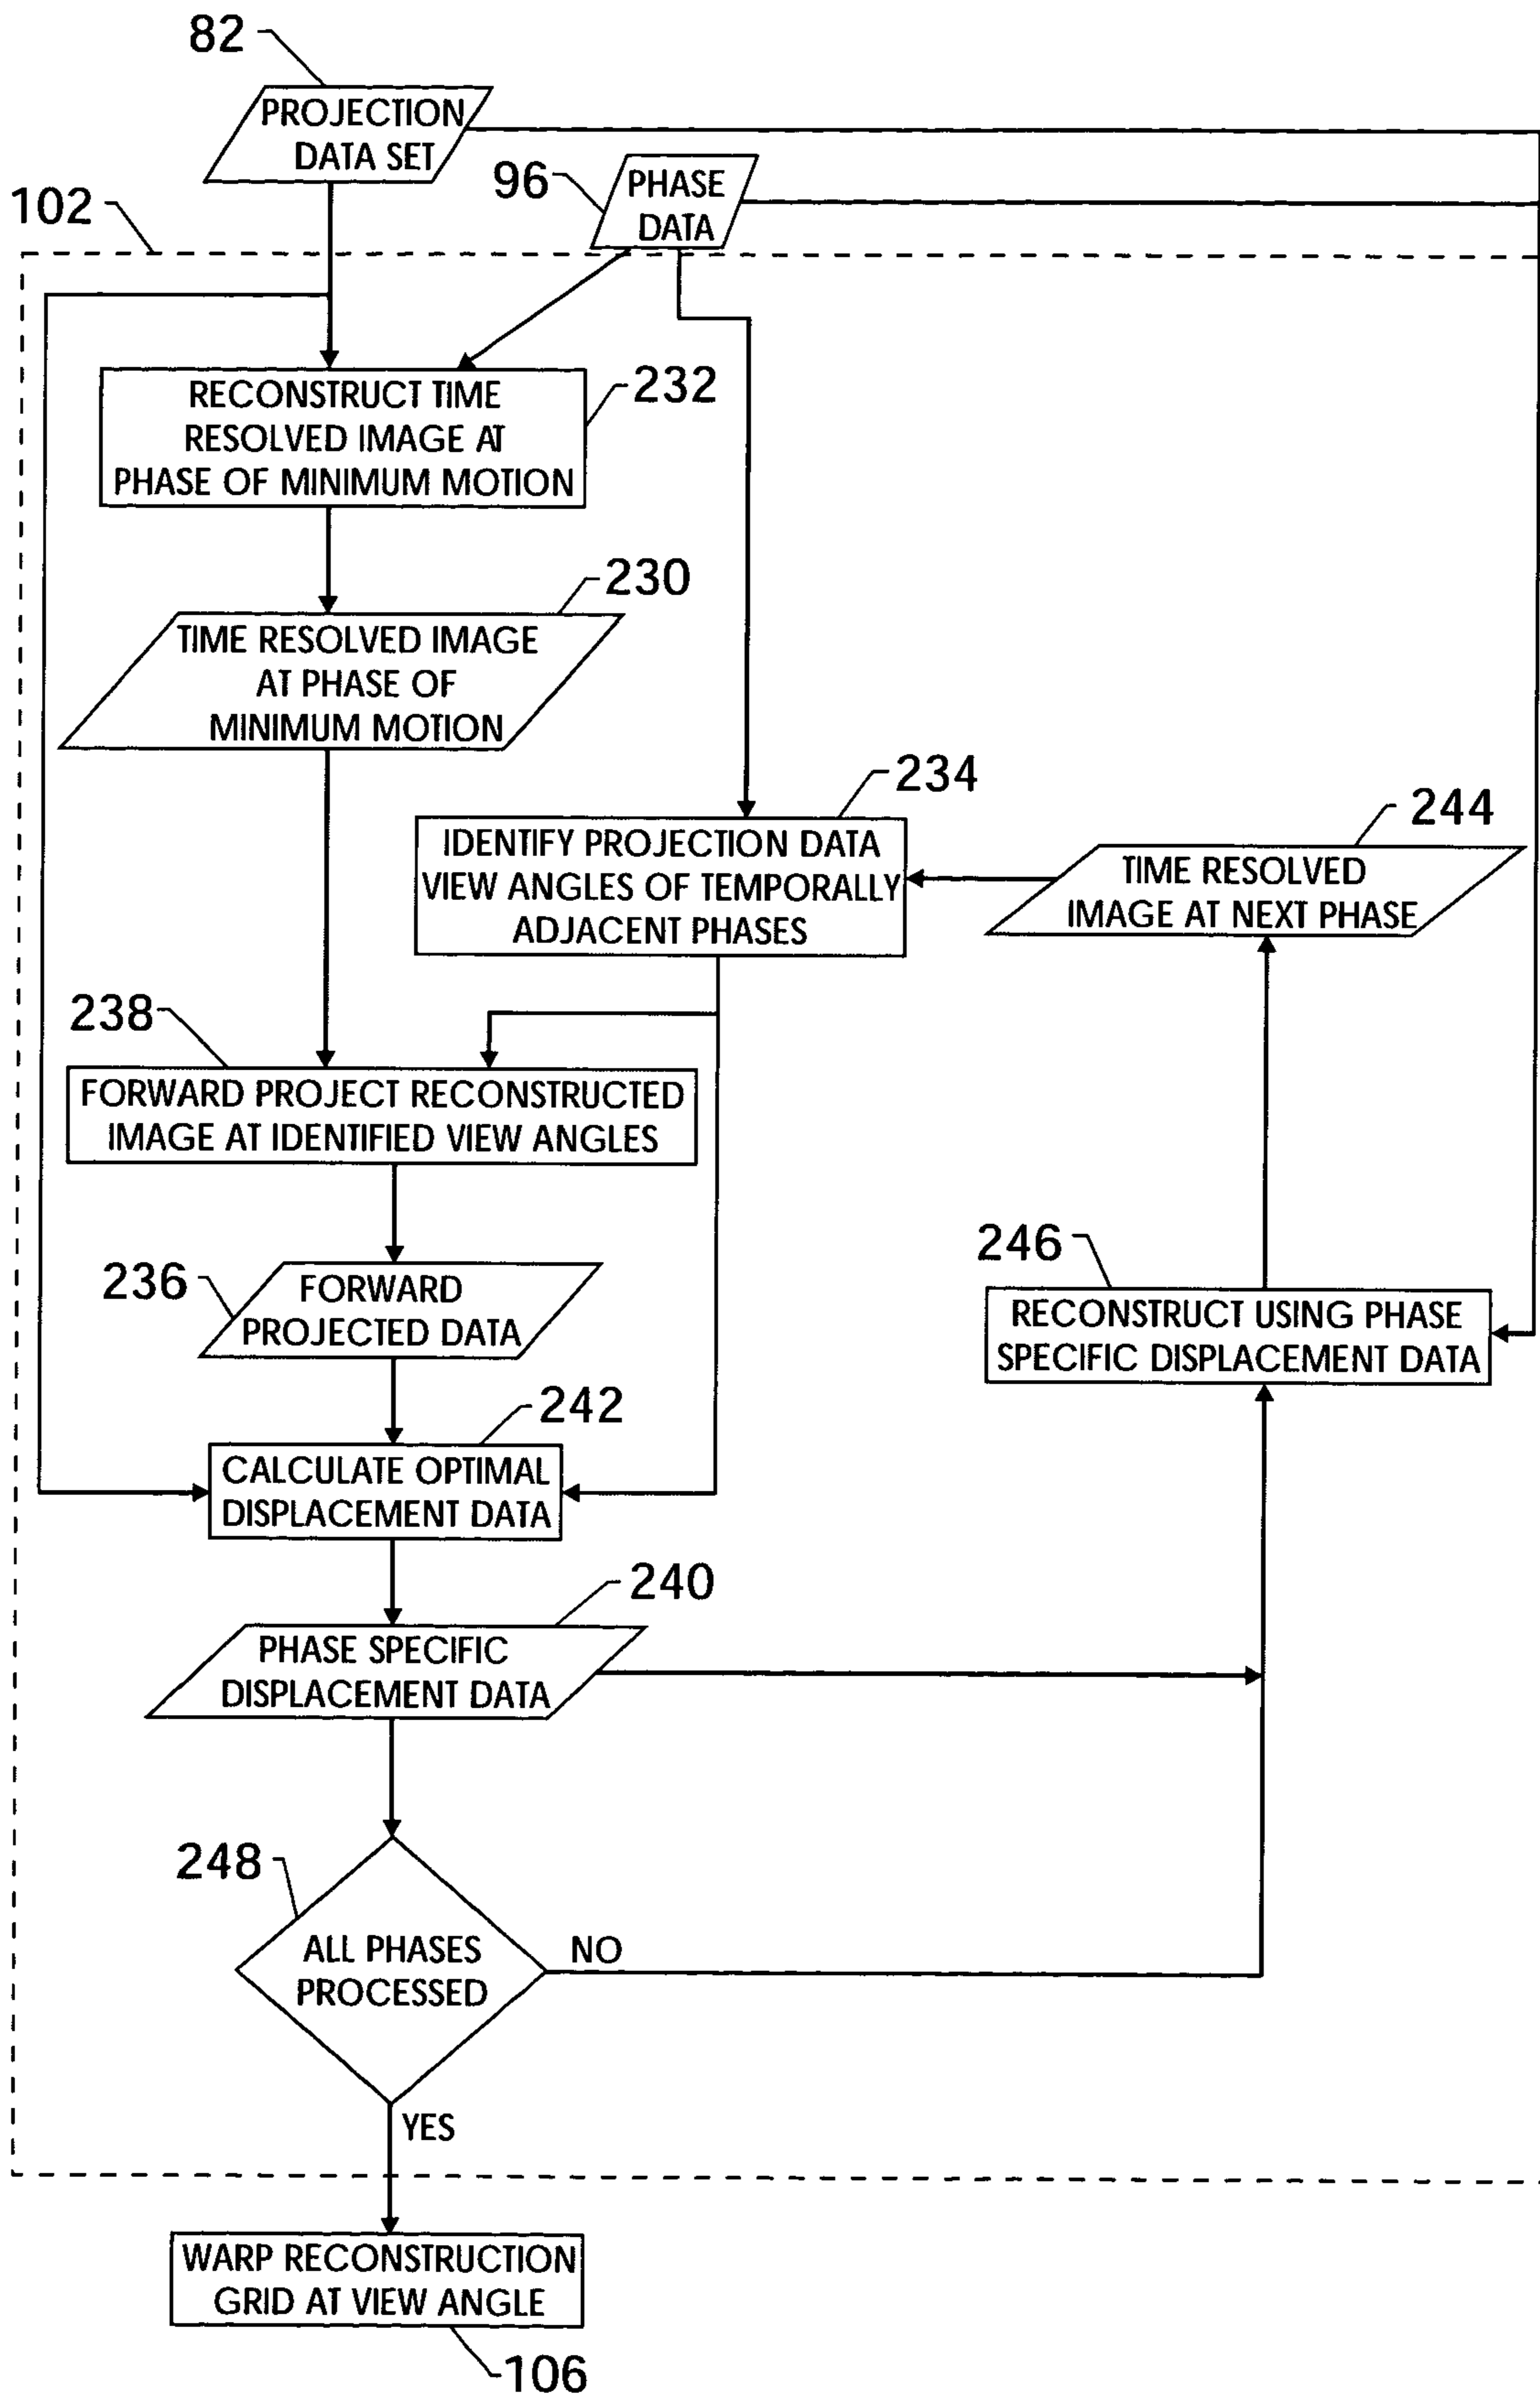 82
PROJECTION
DATA SET
96
PHASE
DATA
102
RECONSTRUCT TIME
RESOLVED IMAGE AT
PHASE OF MINIMUM MOTION
232
230
TIME RESOLVED IMAGE
AT PHASE OF
MINIMUM MOTION
234
IDENTIFY PROJECTION DATA
VIEW ANGLES OF TEMPORALLY
ADJACENT PHASES
244
TIME RESOLVED
IMAGE AT NEXT PHASE
238
FORWARD PROJECT RECONSTRUCTED
IMAGE AT IDENTIFIED VIEW ANGLES
236
FORWARD
PROJECTED DATA
246
RECONSTRUCT USING PHASE
SPECIFIC DISPLACEMENT DATA
242
CALCULATE OPTIMAL
DISPLACEMENT DATA
240
PHASE SPECIFIC
DISPLACEMENT DATA
248
ALL PHASES
PROCESSED
NO
YES
WARP RECONSTRUCTION
GRID AT VIEW ANGLE
106